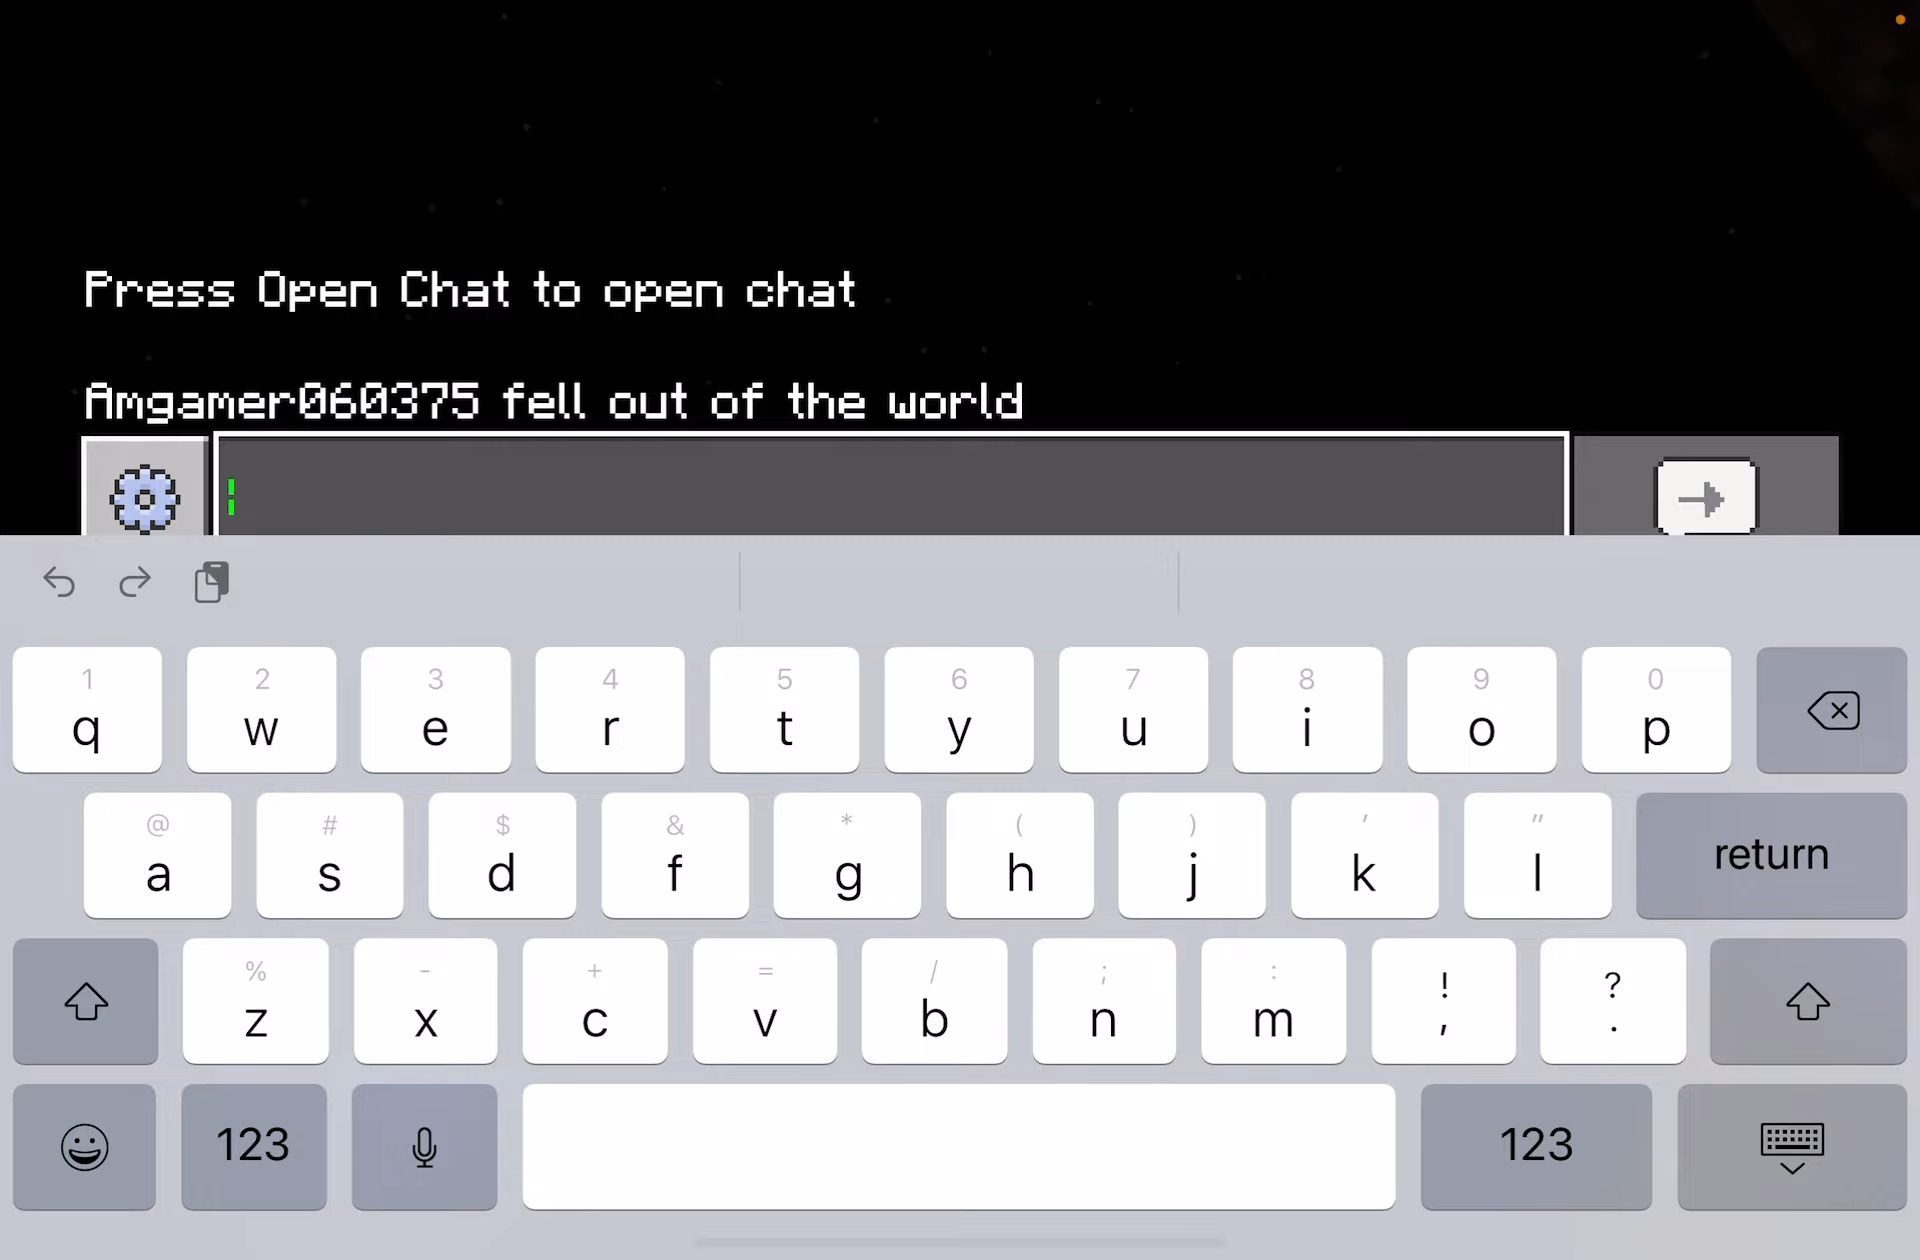 Press Open Chat to open chat
Amgamer060375 fell out of the world
1 2 3 4 5 6 7 8 9 0
q w e r t y u i o p
@ # $ & * ( ) ' "
a s d f g h j k l return
% - + = / ; : ! ?
z x c v b n m , .
123 123